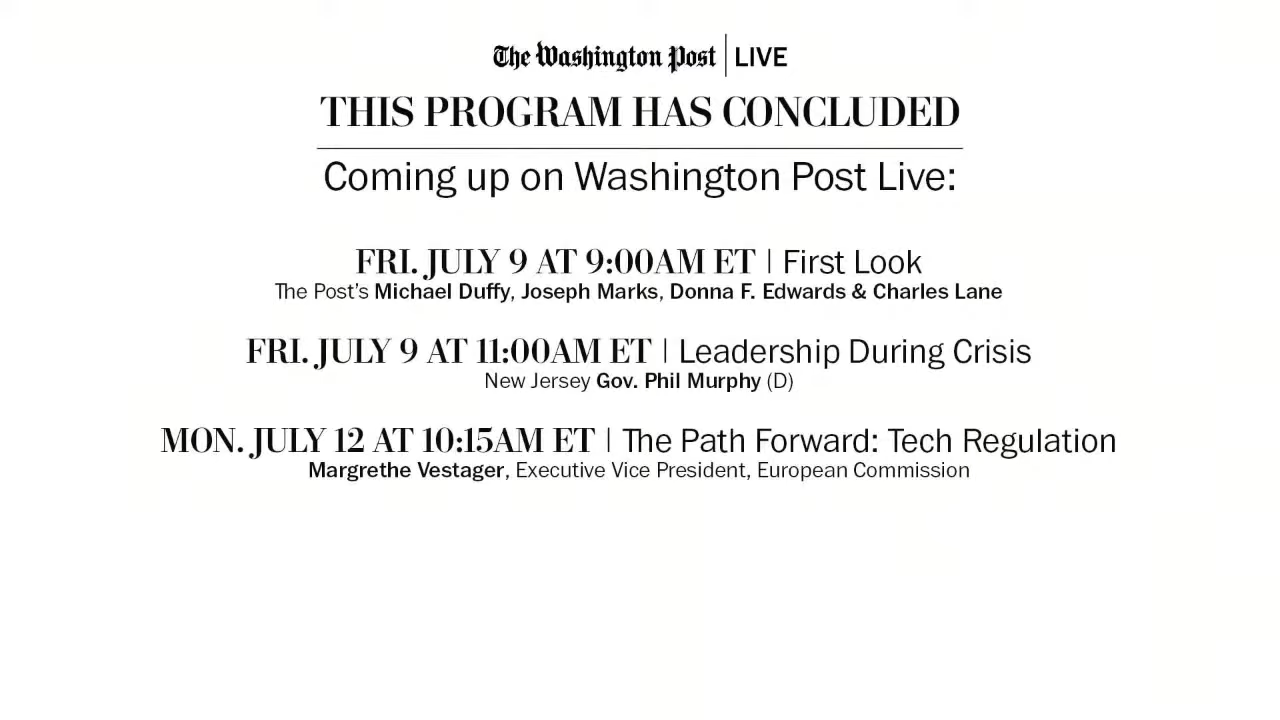 The Washington Post | LIVE
THIS PROGRAM HAS CONCLUDED
Coming up on Washington Post Live:
FRI. JULY 9 AT 9:00AM ET | First Look
The Post’s Michael Duffy, Joseph Marks, Donna F. Edwards & Charles Lane
FRI. JULY 9 AT 11:00AM ET | Leadership During Crisis
New Jersey Gov. Phil Murphy (D)
MON. JULY 12 AT 10:15AM ET | The Path Forward: Tech Regulation
Margrethe Vestager, Executive Vice President, European Commission